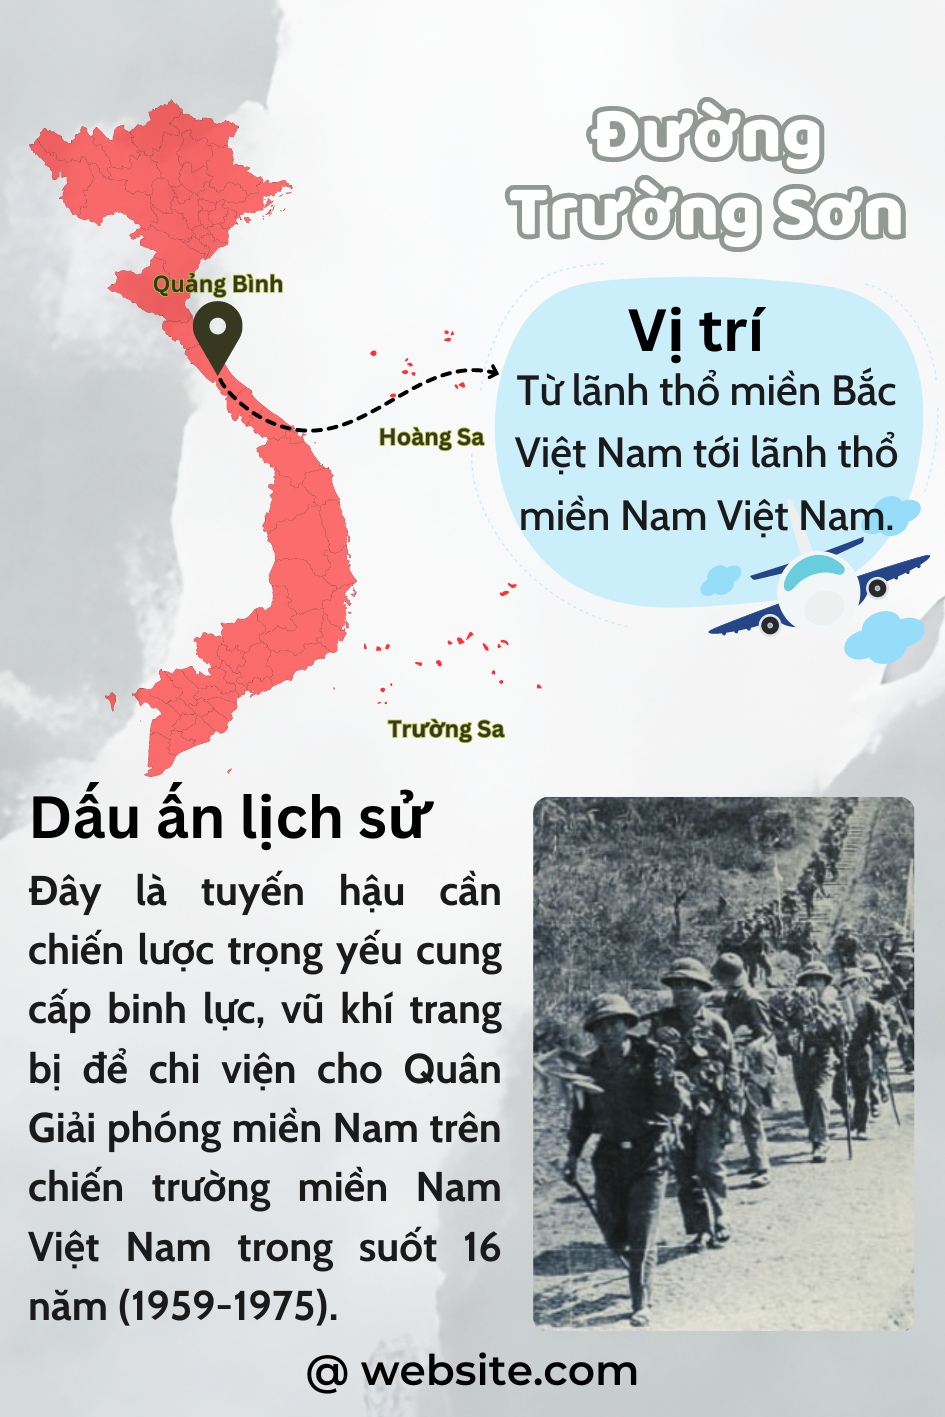 Đường
Trường Sơn
Quảng Bình
Vị trí
Từ lãnh thổ miền Bắc
Việt Nam tới lãnh thổ
miền Nam Việt Nam.
Hoàng Sa
Trường Sa
Dấu ấn lịch sử
Đây là tuyến hậu cần
chiến lược trọng yếu cung
cấp binh lực, vũ khí trang
bị để chi viện cho Quân
Giải phóng miền Nam trên
chiến trường miền Nam
Việt Nam trong suốt 16
năm (1959-1975).
@ website.com